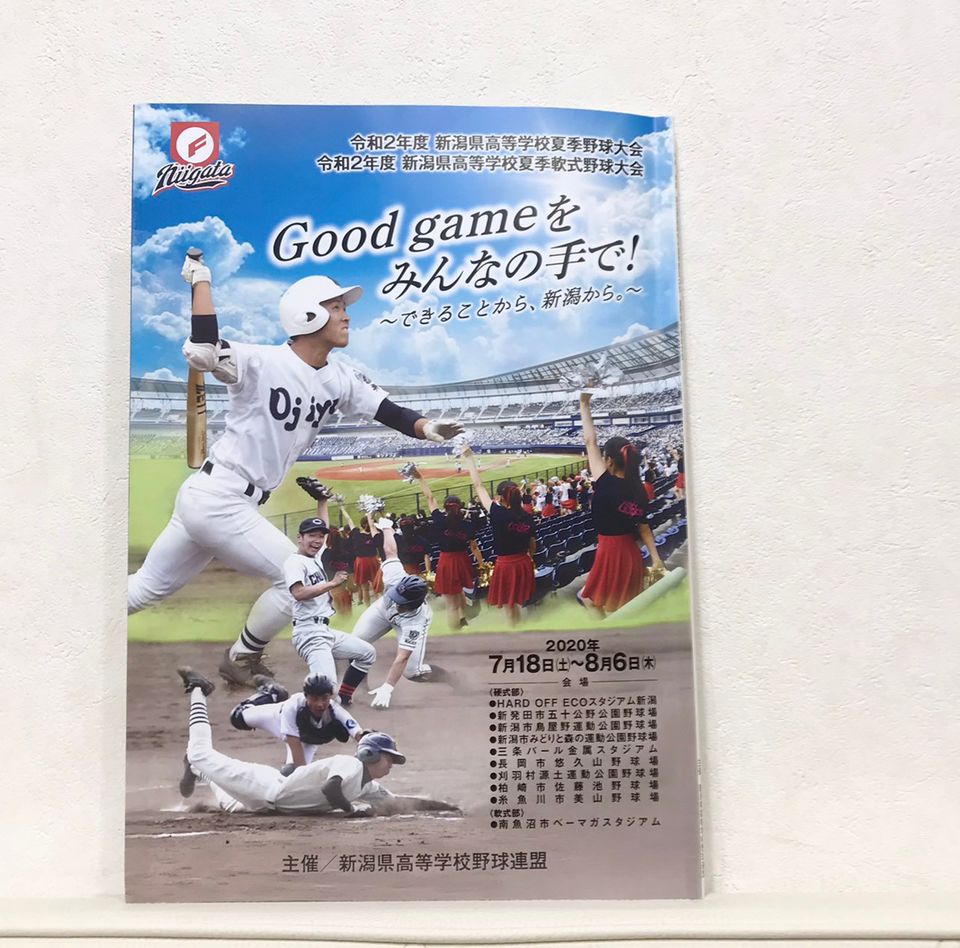 F
Niigata
令和2年度 新潟県高等学校夏季野球大会
令和2年度 新潟県高等学校夏季軟式野球大会
Good gameを
みんなの手で!
～できることから、新潟から。～
Ojiya
2020年
7月18日(土)～8月6日(木)
会場
(硬式部)
●HARD OFF ECOスタジアム新潟
●新発田市五十公野公園野球場
●新潟市鳥屋野運動公園野球場
●新潟市みどりと森の運動公園野球場
●三条パール金属スタジアム
●長岡市悠久山野球場
●刈羽村源土運動公園野球場
●柏崎市佐藤池野球場
●糸魚川市美山野球場
(軟式部)
●南魚沼市ベーマガスタジアム
主催／新潟県高等学校野球連盟